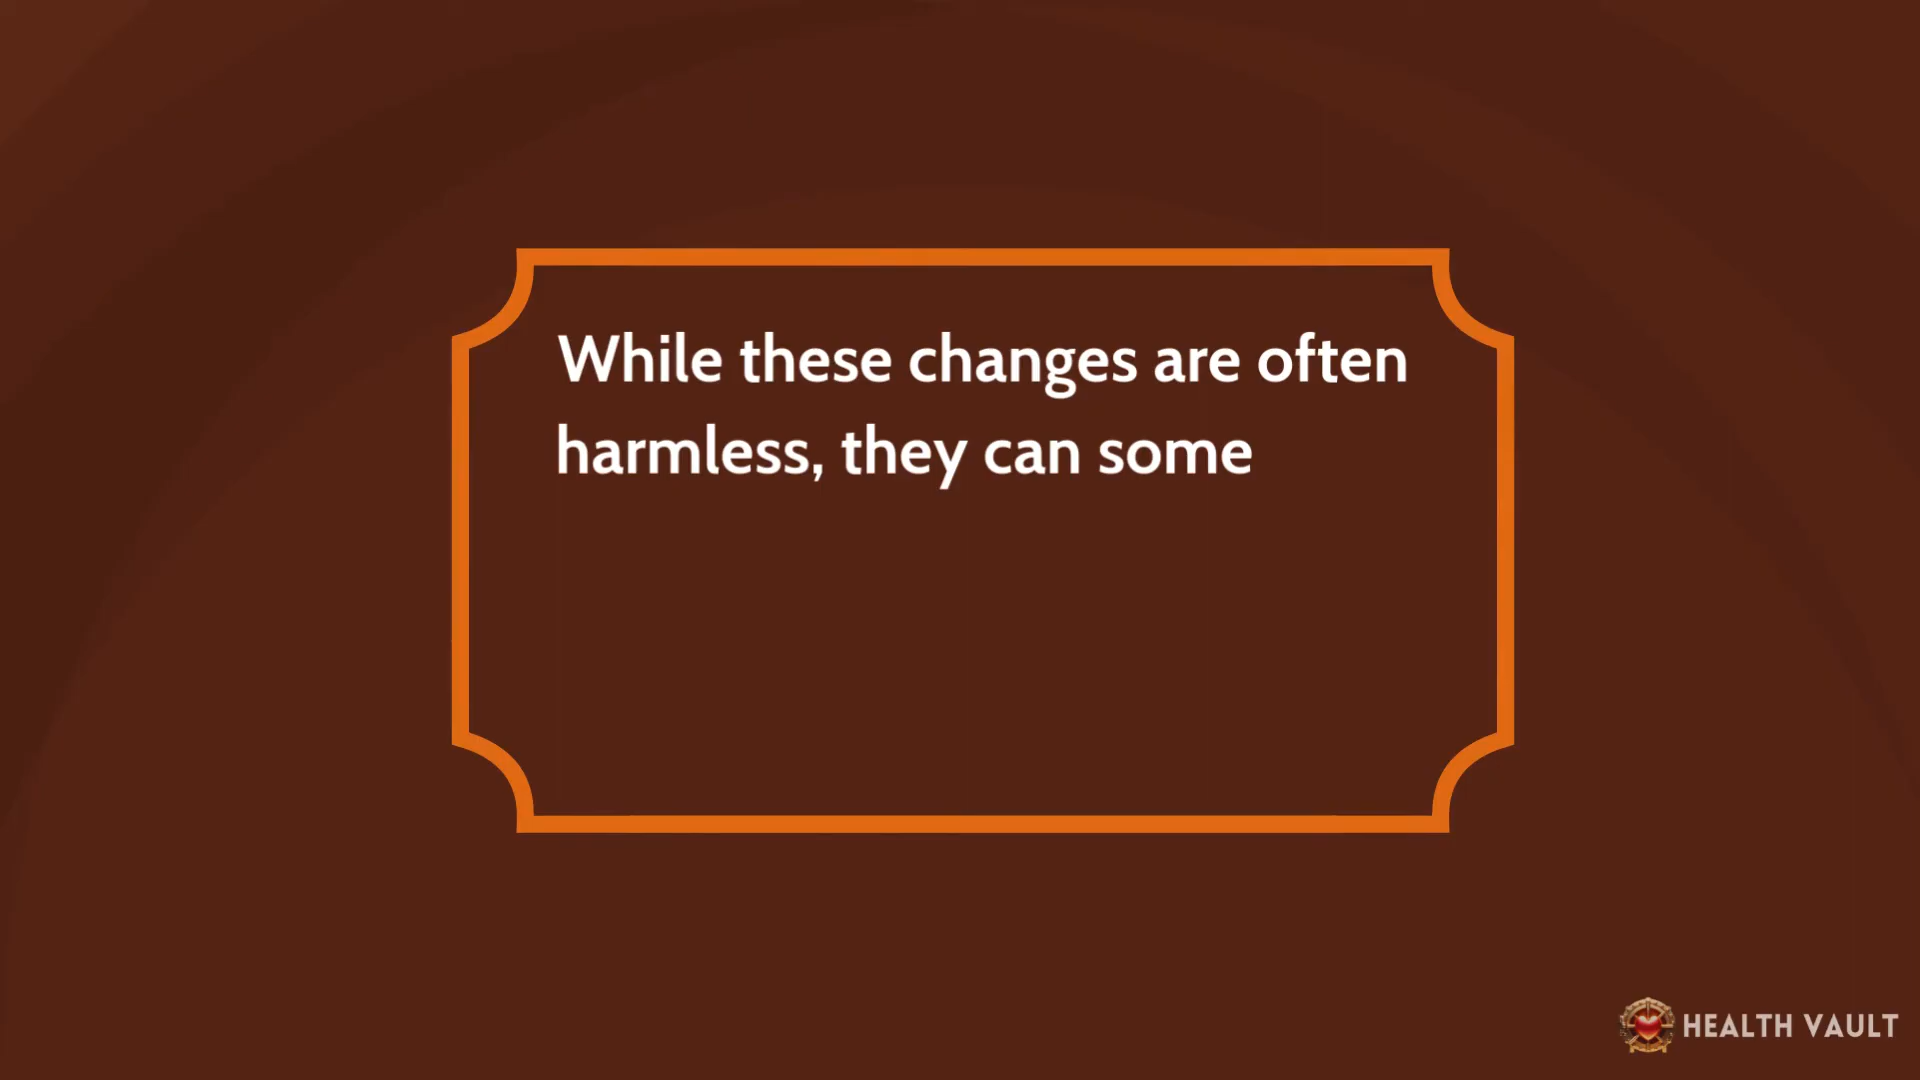 While these changes are often
harmless, they can some
HEALTH VAULT